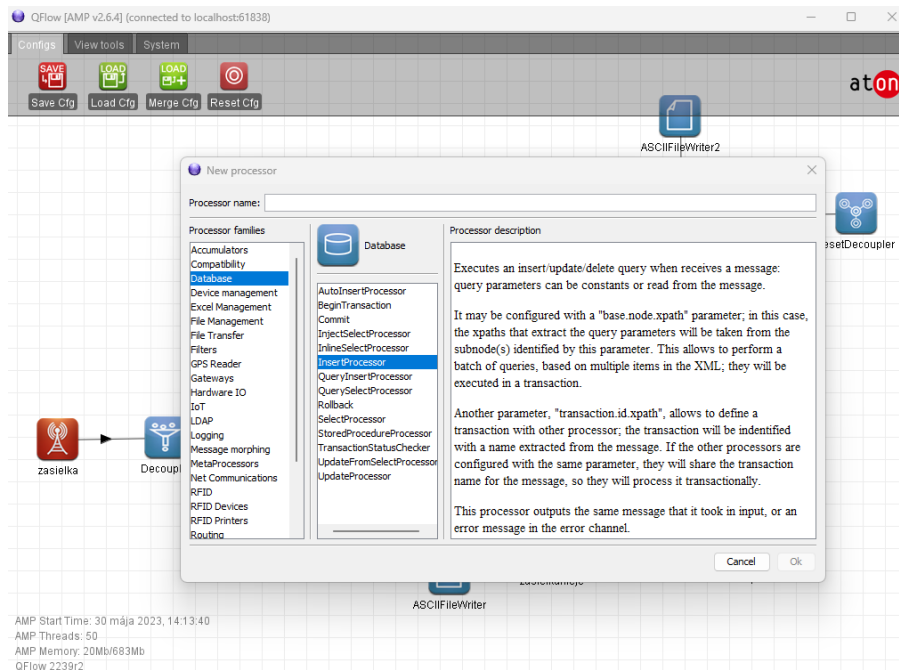 QFlow [AMP v2.6.4] (connected to localhost:61838)
Configs View tools System
SAVE LOAD LOAD
Save Cfg Load Cfg Merge Cfg Reset Cfg
aton
ASCIIFileWriter2
New processor
Processor name:
Processor families
Accumulators
Compatibility
Database
Device management
Excel Management
File Management
File Transfer
Filters
GPS Reader
Gateways
Hardware IO
IoT
LDAP
Logging
Message morphing
MetaProcessors
Net Communications
RFID
RFID Devices
RFID Printers
Routing
Database
AutoInsertProcessor
BeginTransaction
Commit
InjectSelectProcessor
InlineSelectProcessor
InsertProcessor
QueryInsertProcessor
QuerySelectProcessor
Rollback
SelectProcessor
StoredProcedureProcessor
TransactionStatusChecker
UpdateFromSelectProcessor
UpdateProcessor
Processor description
Executes an insert/update/delete query when receives a message:
query parameters can be constants or read from the message.
It may be configured with a "base.node.xpath" parameter; in this case,
the xpaths that extract the query parameters will be taken from the
subnode(s) identified by this parameter. This allows to perform a
batch of queries, based on multiple items in the XML; they will be
executed in a transaction.
Another parameter, "transaction.id.xpath", allows to define a
transaction with other processor; the transaction will be indentified
with a name extracted from the message. If the other processors are
configured with the same parameter, they will share the transaction
name for the message, so they will process it transactionally.
This processor outputs the same message that it took in input, or an
error message in the error channel.
Cancel Ok
esetDecoupler
zasielka
Decoupl
ASCIIFileWriter
AMP Start Time: 30 mája 2023, 14:13:40
AMP Threads: 50
AMP Memory: 20Mb/683Mb
QFlow 2239r2